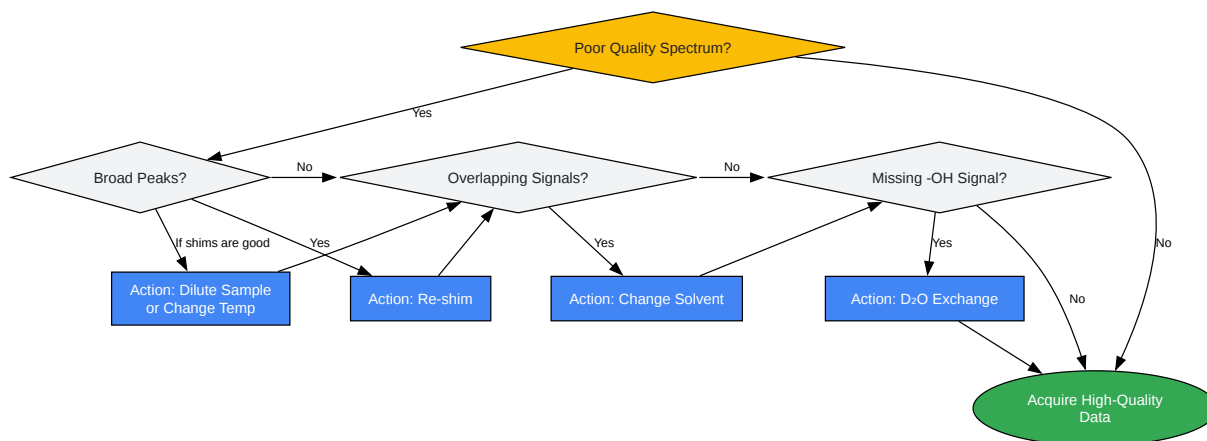 Poor Quality Spectrum?
Yes
Broad Peaks?
No
Overlapping Signals?
No
Missing -OH Signal?
If shims are good
Yes
Yes
Yes
No
Action: Dilute Sample
or Change Temp
Action: Re-shim
Action: Change Solvent
Action: D₂O Exchange
No
Acquire High-Quality
Data